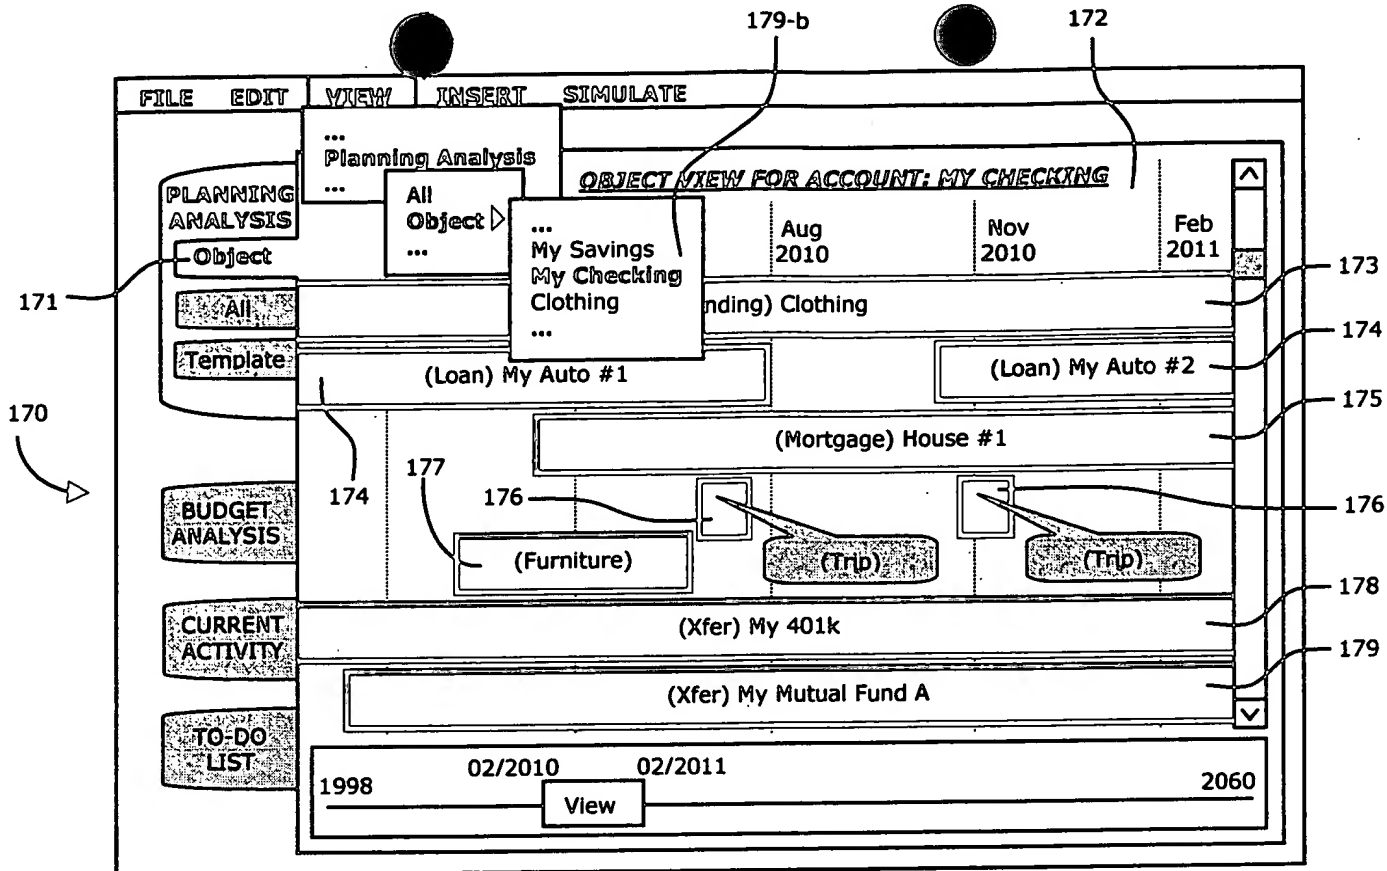 179-b
172
FILE EDIT VIEW INSERT SIMULATE
...
Planning Analysis
...
OBJECT VIEW FOR ACCOUNT: MY CHECKING
All
Object
...
...
My Savings
My Checking
Clothing
...
PLANNING
ANALYSIS
Object
All
Template
Aug
2010
Nov
2010
Feb
2011
171
173
nding) Clothing
174
(Loan) My Auto #1
(Loan) My Auto #2
170
175
(Mortgage) House #1
177
174
176
176
BUDGET
ANALYSIS
(Furniture)
(Trip)
(Trip)
178
CURRENT
ACTIVITY
(Xfer) My 401k
179
(Xfer) My Mutual Fund A
TO-DO
LIST
02/2010 02/2011
1998
2060
View